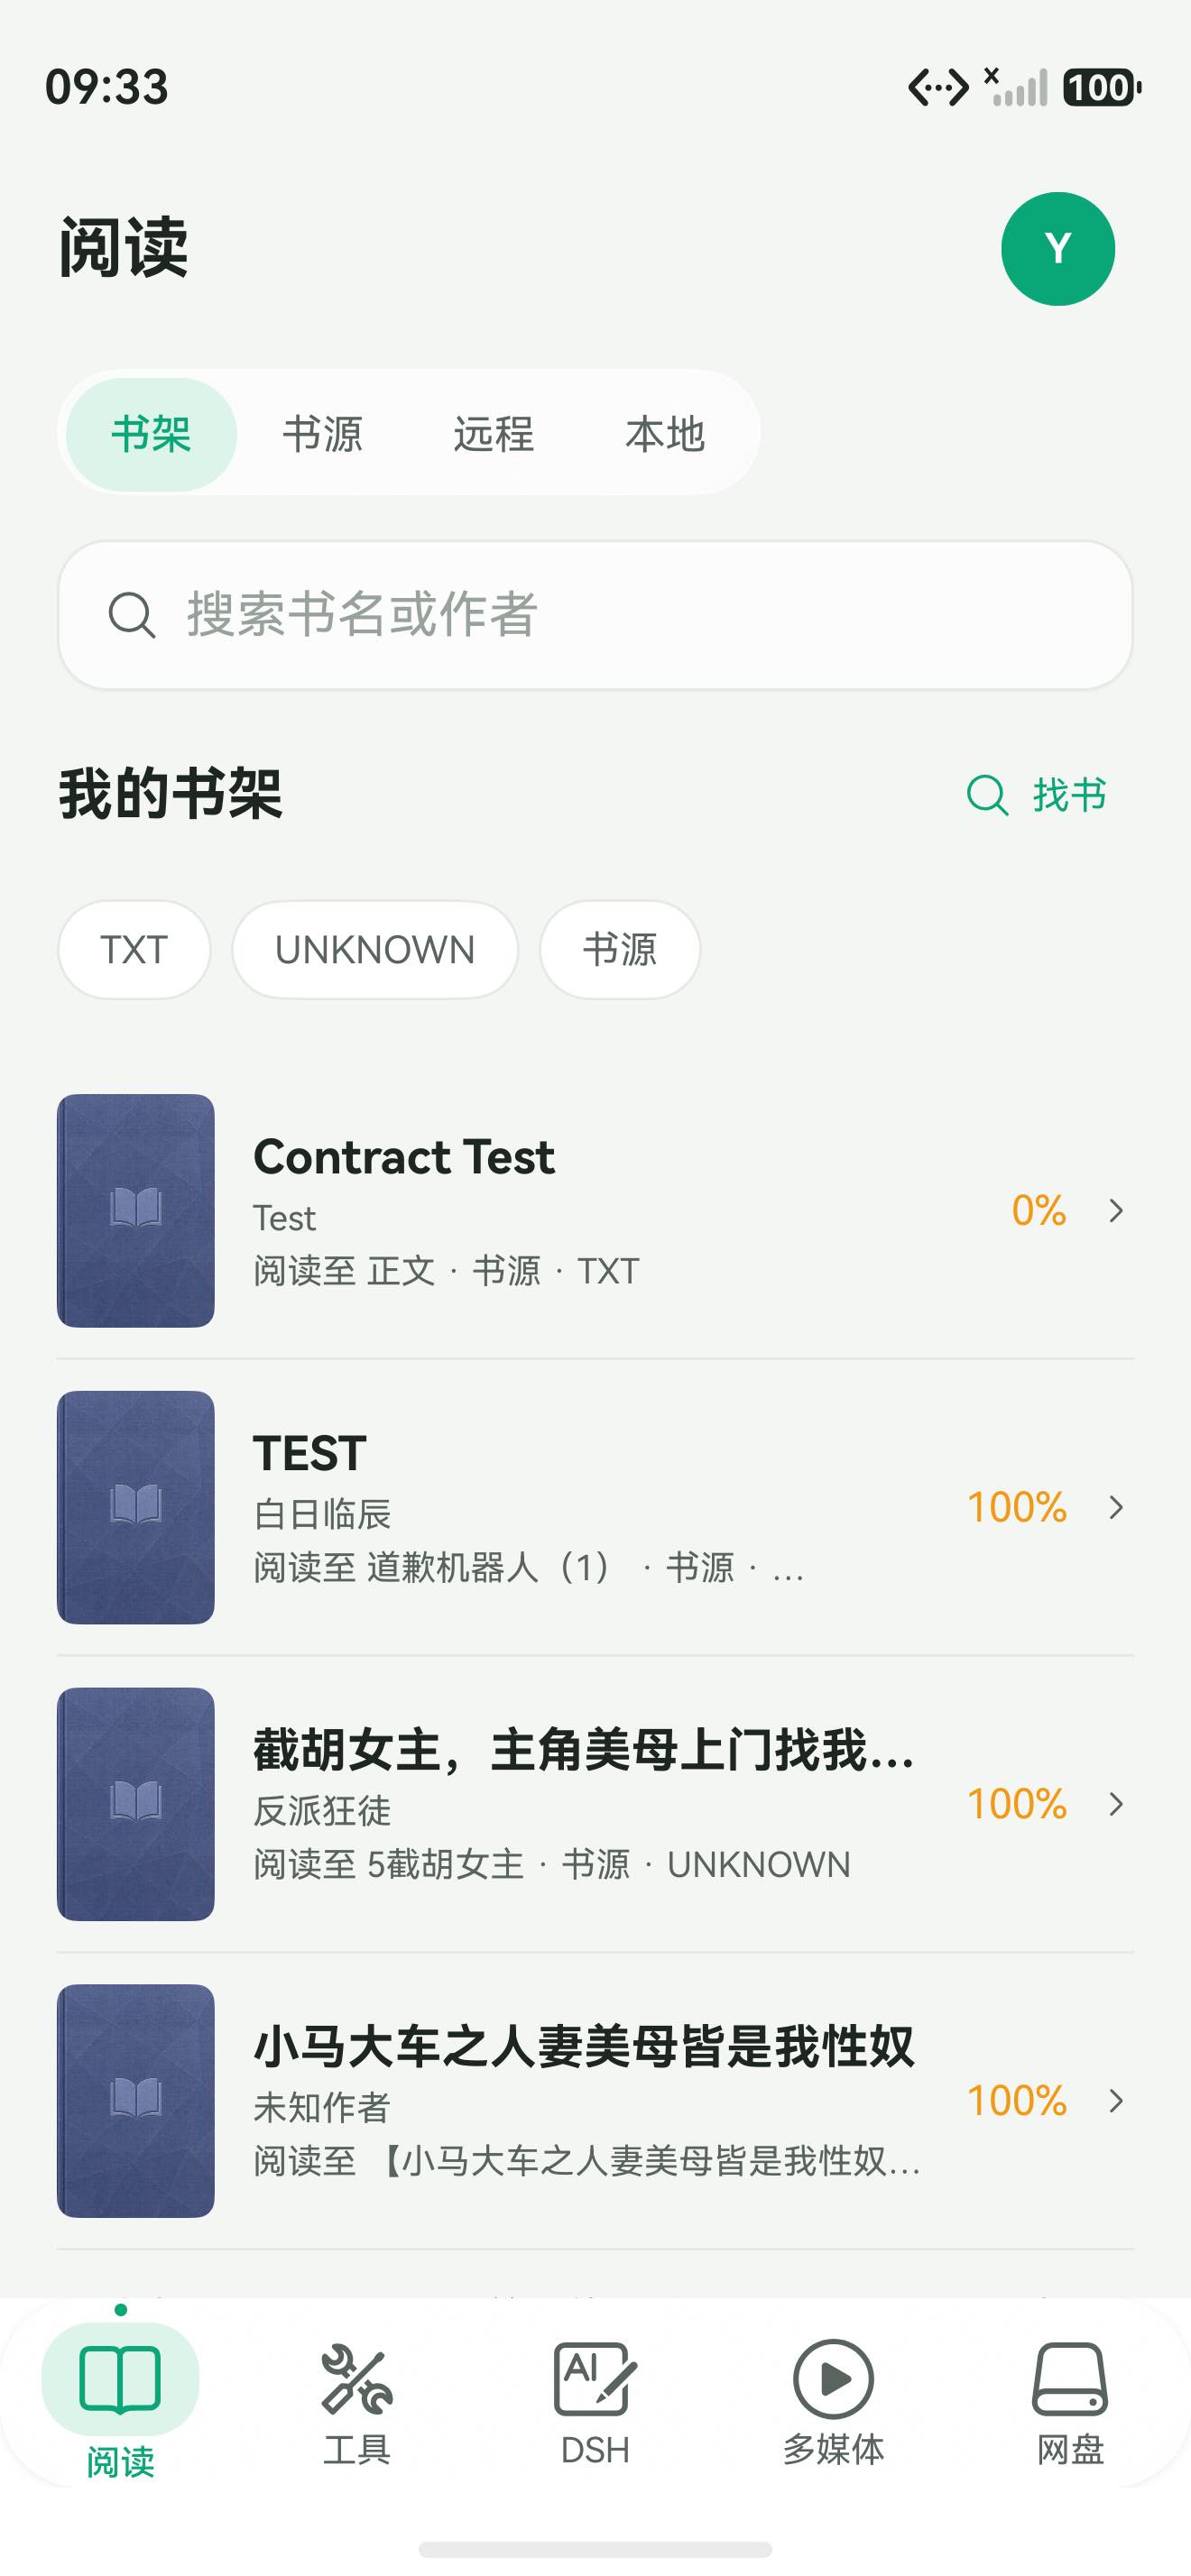 09:33
100
阅读
Y
书架 书源 远程 本地
搜索书名或作者
我的书架
找书
TXT UNKNOWN 书源
Contract Test
Test
阅读至 正文 · 书源 · TXT
0%
TEST
白日临辰
阅读至 道歉机器人（1） · 书源 · ...
100%
截胡女主，主角美母上门找我...
反派狂徒
阅读至 5截胡女主 · 书源 · UNKNOWN
100%
小马大车之人妻美母皆是我性奴
未知作者
阅读至 【小马大车之人妻美母皆是我性奴...
100%
AI
阅读 工具 DSH 多媒体 网盘